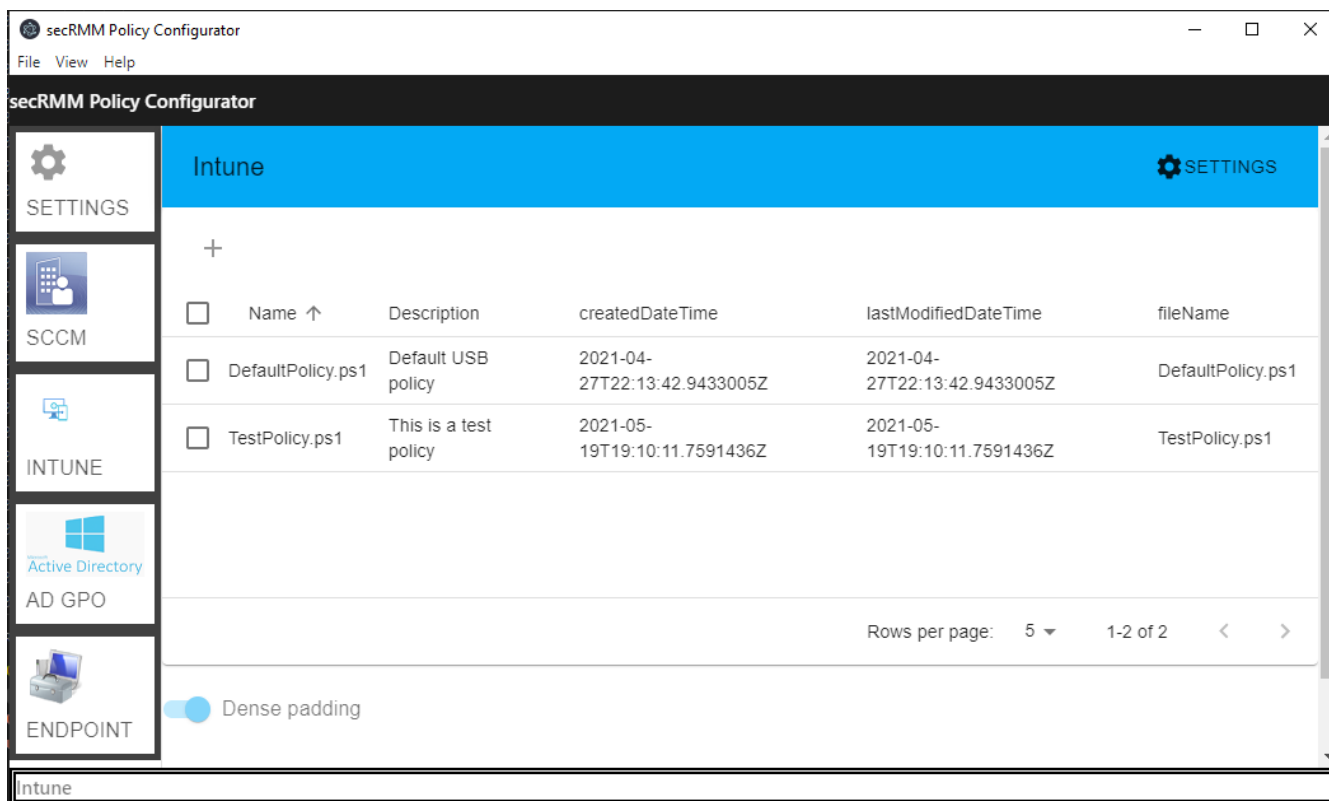 secRMM Policy Configurator
File View Help
secRMM Policy Configurator
SETTINGS
SCCM
INTUNE
Active Directory
AD GPO
ENDPOINT
Intune
SETTINGS
+
Name ↑ Description createdDateTime lastModifiedDateTime fileName
DefaultPolicy.ps1 Default USB policy 2021-04-27T22:13:42.9433005Z 2021-04-27T22:13:42.9433005Z DefaultPolicy.ps1
TestPolicy.ps1 This is a test policy 2021-05-19T19:10:11.7591436Z 2021-05-19T19:10:11.7591436Z TestPolicy.ps1
Rows per page: 5 1-2 of 2 < >
Dense padding
Intune